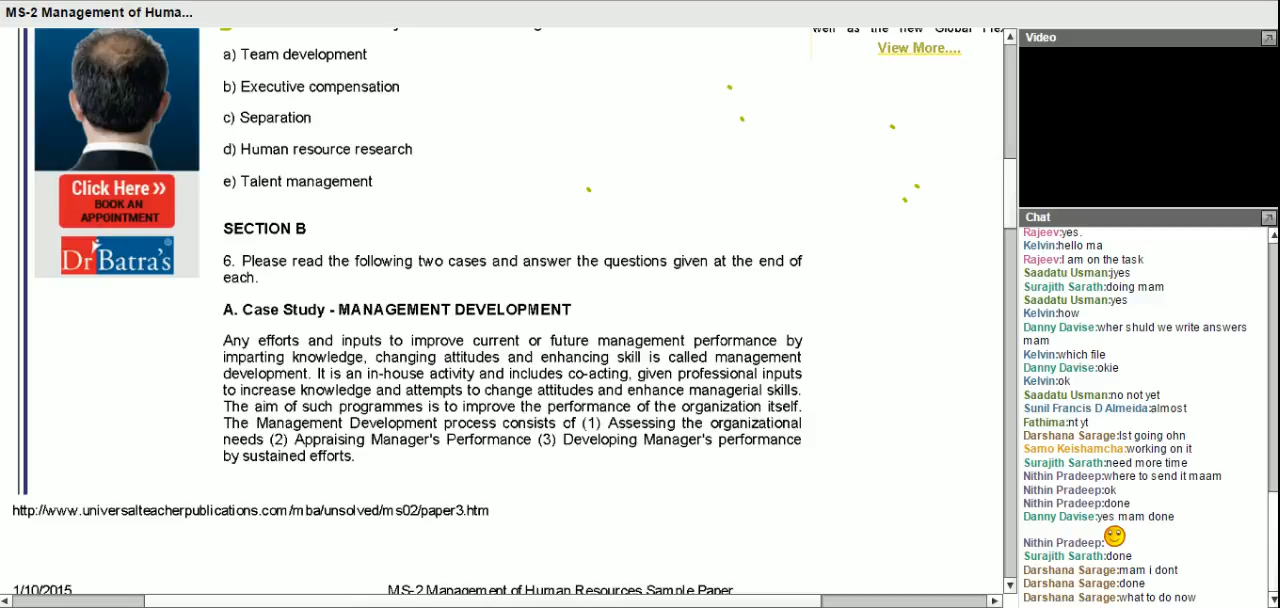 MS-2 Management of Huma...
well as the new Global
View More....
a) Team development
b) Executive compensation
c) Separation
d) Human resource research
e) Talent management
Click Here »
BOOK AN
APPOINTMENT
Dr Batra's
SECTION B
6. Please read the following two cases and answer the questions given at the end of
each.
A. Case Study - MANAGEMENT DEVELOPMENT
Any efforts and inputs to improve current or future management performance by
imparting knowledge, changing attitudes and enhancing skill is called management
development. It is an in-house activity and includes co-acting, given professional inputs
to increase knowledge and attempts to change attitudes and enhance managerial skills.
The aim of such programmes is to improve the performance of the organization itself.
The Management Development process consists of (1) Assessing the organizational
needs (2) Appraising Manager's Performance (3) Developing Manager's performance
by sustained efforts.
http://www.universalteacherpublications.com/mba/unsolved/ms02/paper3.htm
1/10/2015 MS-2 Management of Human Resources Sample Paper
Video
Chat
Rajeev:yes.
Kelvin:hello ma
Rajeev:I am on the task
Saadatu Usman:jyes
Surajith Sarath:doing mam
Saadatu Usman:yes
Kelvin:how
Danny Davise:wher shuld we write answers
mam
Kelvin:which file
Danny Davise:okie
Kelvin:ok
Saadatu Usman:no not yet
Sunil Francis D Almeida:almost
Fathima:nt yt
Darshana Sarage:Ist going ohn
Samo Keishamcha:working on it
Surajith Sarath:need more time
Nithin Pradeep:where to send it maam
Nithin Pradeep:ok
Nithin Pradeep:done
Danny Davise:yes mam done
Nithin Pradeep:
Surajith Sarath:done
Darshana Sarage:mam i dont
Darshana Sarage:done
Darshana Sarage:what to do now